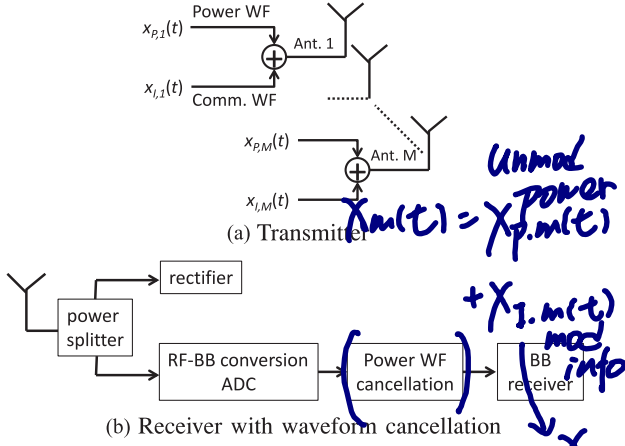 Power WF
x_{P,1}(t)
Ant. 1
x_{I,1}(t)
Comm. WF
x_{P,M}(t)
Ant. M
x_{I,M}(t)
(a) Transmitter
Unmod
power
X_m(t) = X_{P.m}(t)
+ X_{I.m}(t)
mod
info
rectifier
power
splitter
RF-BB conversion
ADC
Power WF
cancellation
BB
receiver
(b) Receiver with waveform cancellation